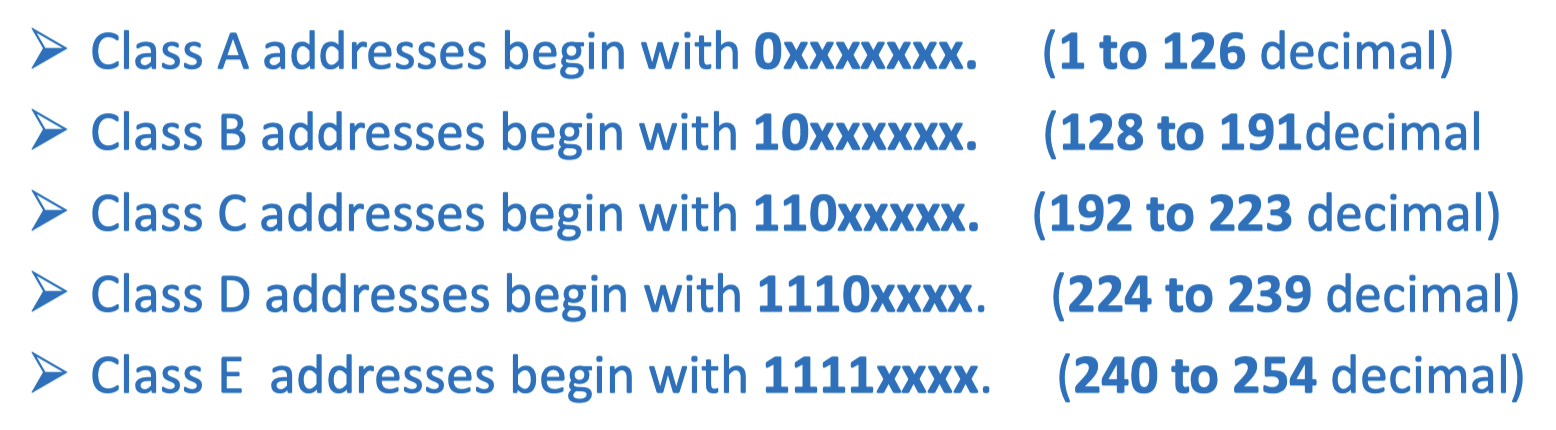 ➢ Class A addresses begin with 0xxxxxxx. (1 to 126 decimal)
➢ Class B addresses begin with 10xxxxxx. (128 to 191decimal
➢ Class C addresses begin with 110xxxxx. (192 to 223 decimal)
➢ Class D addresses begin with 1110xxxx. (224 to 239 decimal)
➢ Class E addresses begin with 1111xxxx. (240 to 254 decimal)